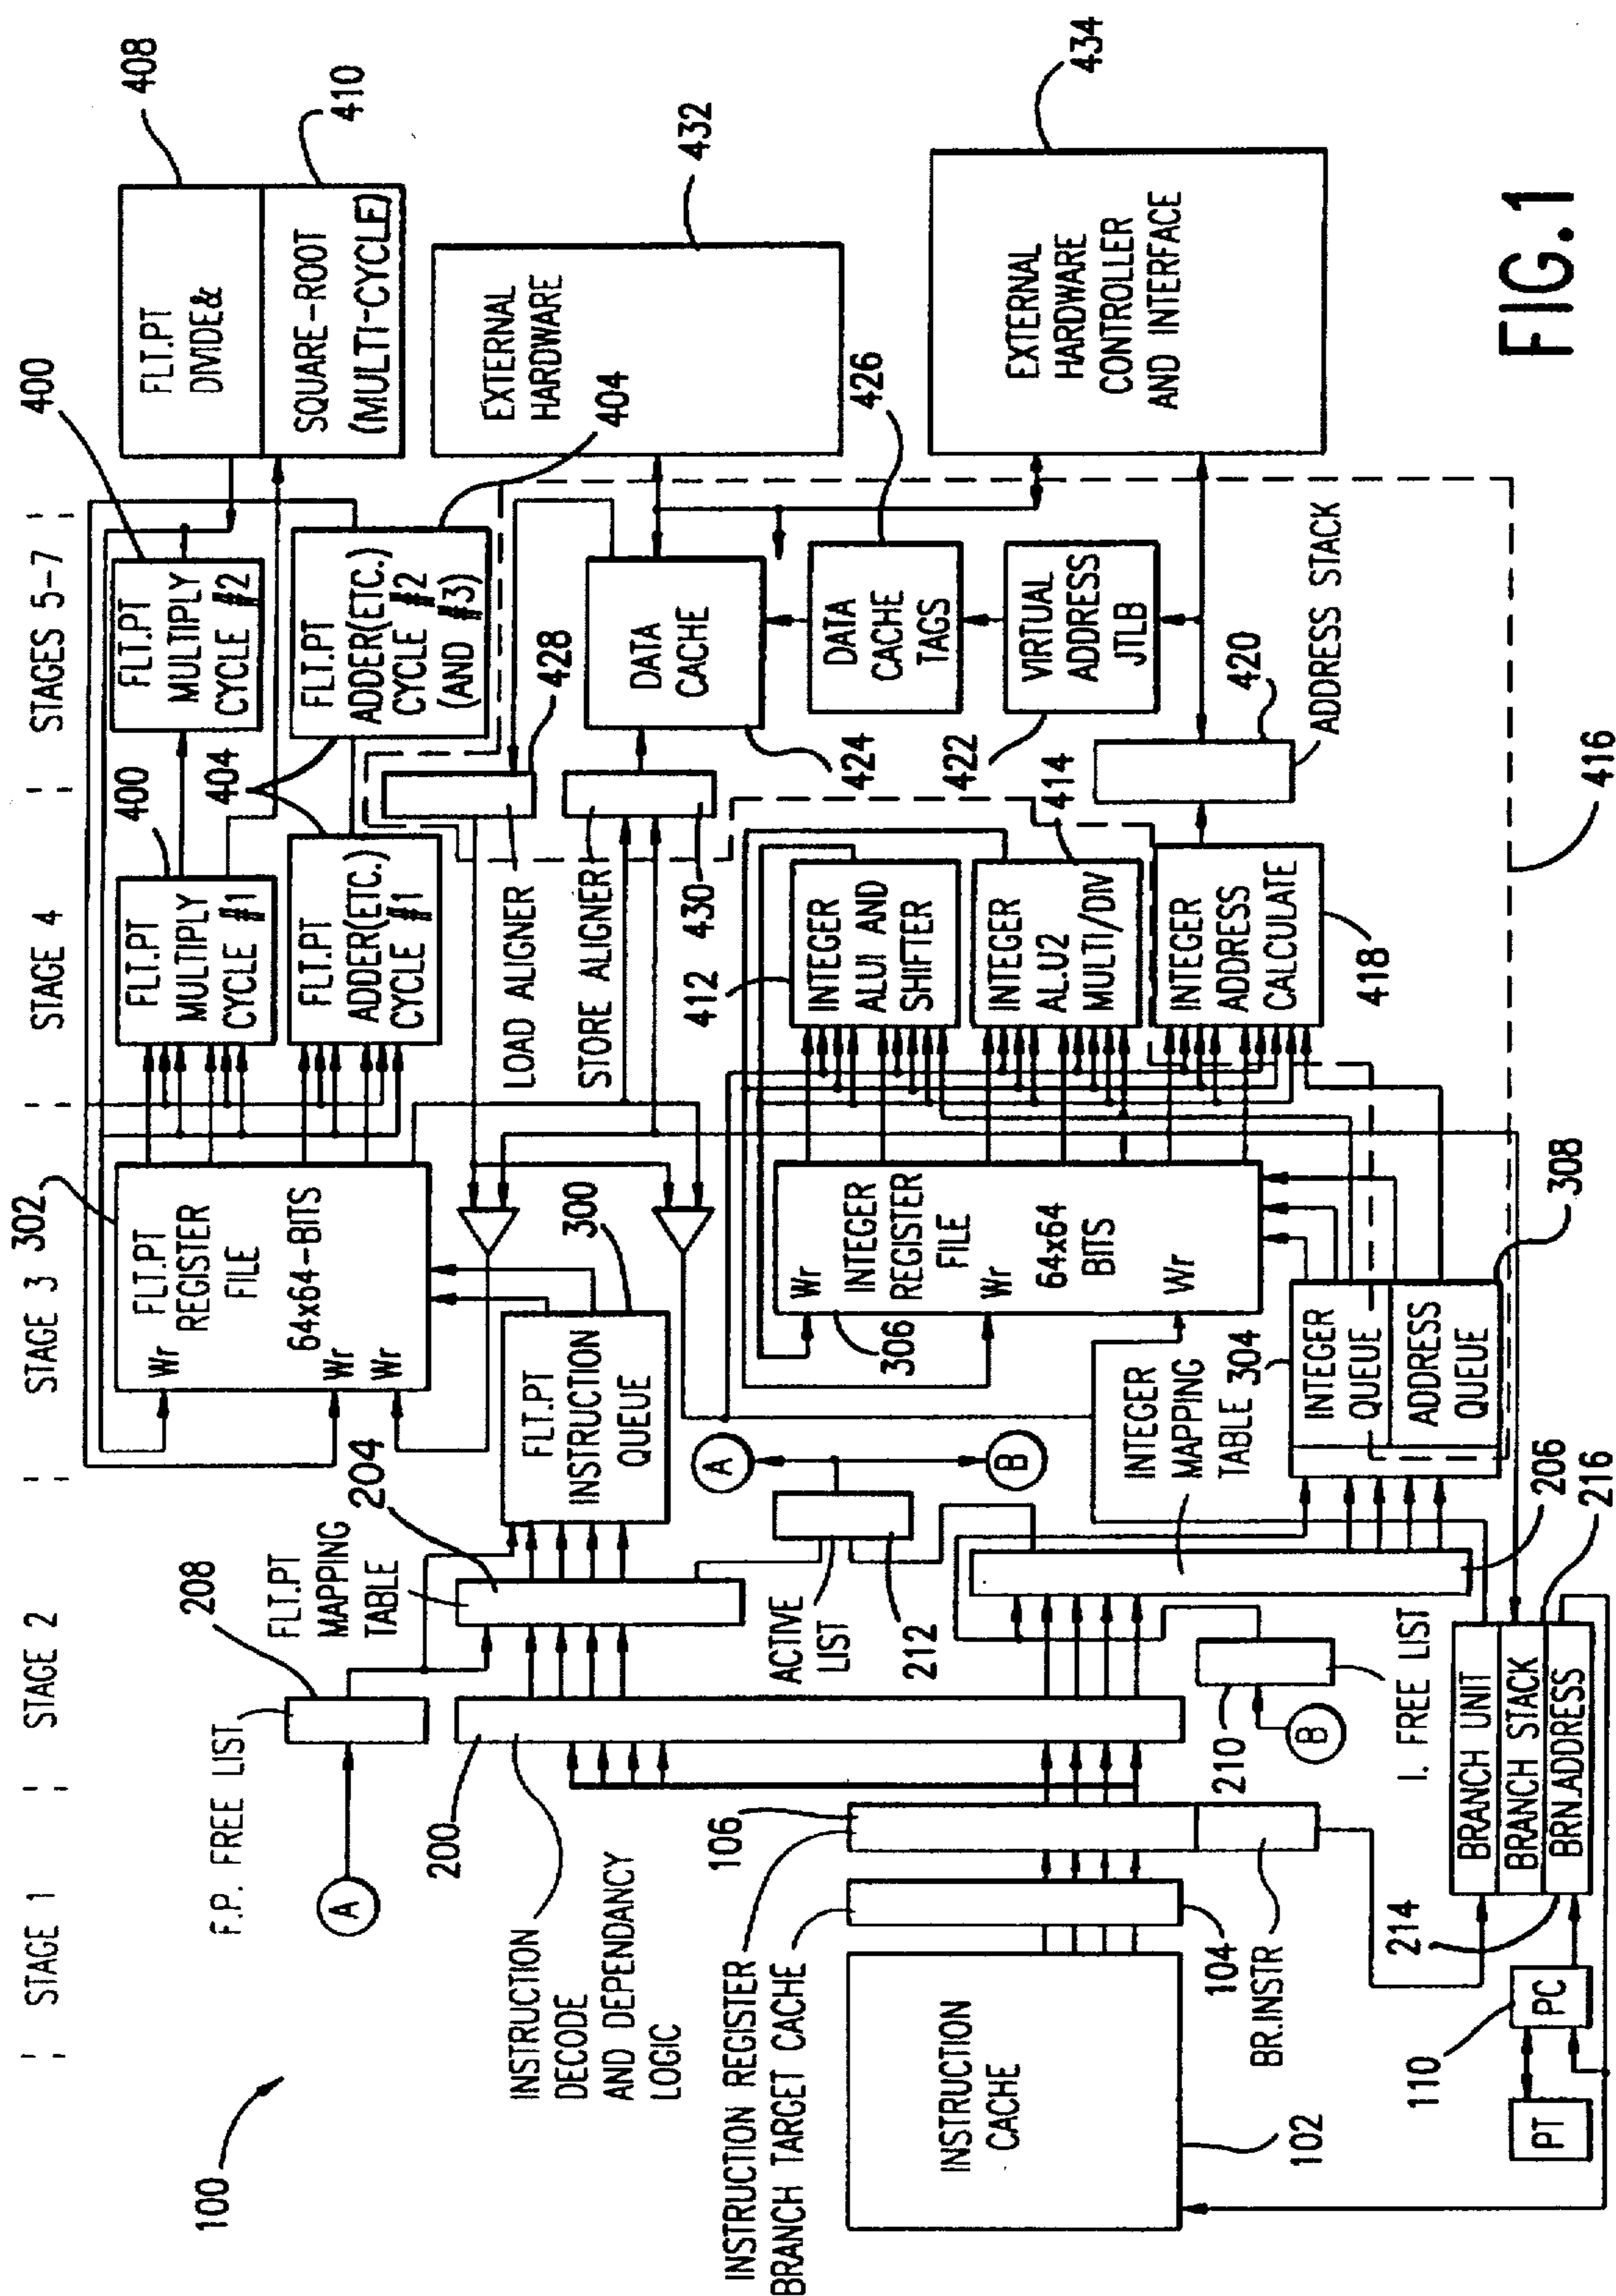 STAGE 1
STAGE 2
STAGE 3
STAGE 4
STAGES 5-7
100
A
F.P. FREE LIST
208
FLT.PT
MAPPING
TABLE
204
302
FLT.PT
REGISTER
FILE
64x64-BITS
Wr
Wr
Wr
FLT.PT
MULTIPLY
CYCLE #1
400
FLT.PT
MULTIPLY
CYCLE #2
400
FLT.PT
DIVIDE&
408
SQUARE-ROOT
(MULTI-CYCLE)
410
FLT.PT
ADDER(ETC.)
CYCLE #1
404
FLT.PT
ADDER(ETC.)
CYCLE #2
(AND #3)
404
200
INSTRUCTION
DECODE
AND DEPENDANCY
LOGIC
FLT.PT
INSTRUCTION
QUEUE
300
LOAD ALIGNER
428
STORE ALIGNER
430
EXTERNAL
HARDWARE
432
DATA
CACHE
424
ACTIVE
LIST
212
A
B
INSTRUCTION REGISTER
106
BRANCH TARGET CACHE
104
INSTRUCTION
CACHE
102
INTEGER
REGISTER
FILE
64x64
BITS
Wr
Wr
Wr
306
412
INTEGER
ALUI AND
SHIFTER
INTEGER
ALU2
MULTI/DIV
414
INTEGER
ADDRESS
CALCULATE
418
DATA
CACHE
TAGS
426
VIRTUAL
ADDRESS
JTLB
422
EXTERNAL
HARDWARE
CONTROLLER
AND INTERFACE
434
420
ADDRESS STACK
INTEGER
MAPPING
TABLE
304
206
INTEGER
QUEUE
ADDRESS
QUEUE
308
210
B
I. FREE LIST
BR.INSTR
BRANCH UNIT
BRANCH STACK
BRN.ADDRESS
214
216
110
PC
PT
416
FIG.1